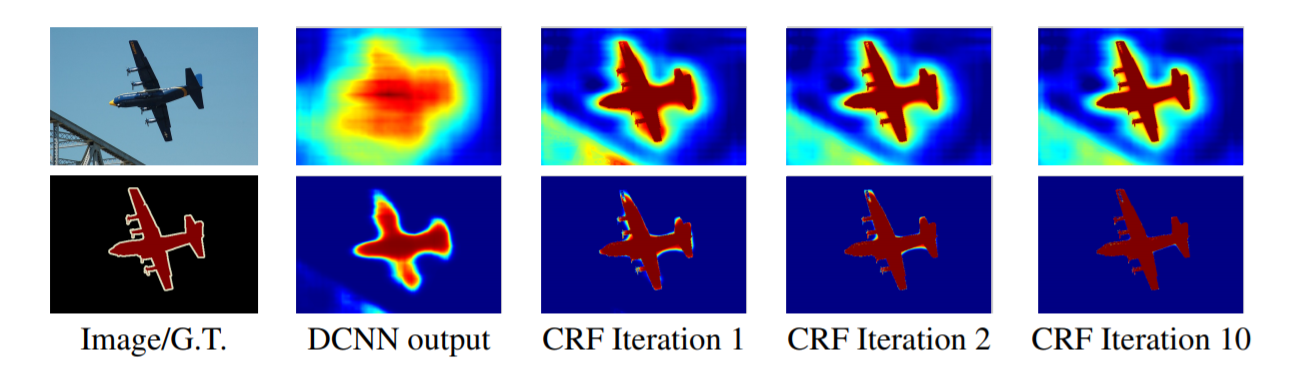 Image/G.T.
DCNN output
CRF Iteration 1
CRF Iteration 2
CRF Iteration 10